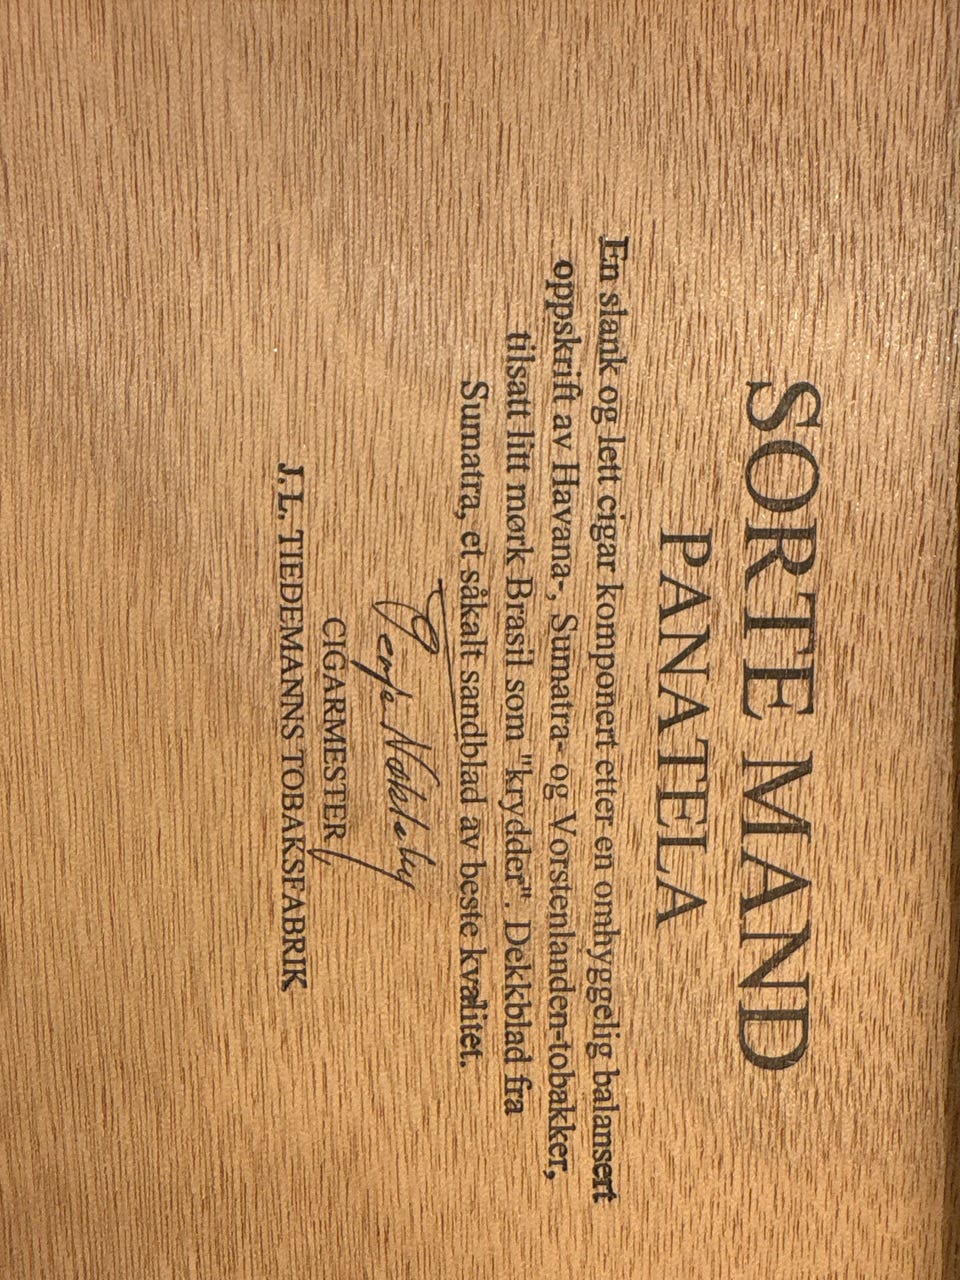 SORTE MAND
PANATELA
En slank og lett cigar komponert etter en omhyggelig balansert
oppskrift av Havana-, Sumatra- og Vorstenlanden-tobakker,
tilsatt litt mørk Brasil som "krydder". Dekkblad fra
Sumatra, et såkalt sandblad av beste kvalitet.
CIGARMESTER
J.L. TIEDEMANNS TOBAKSFABRIK